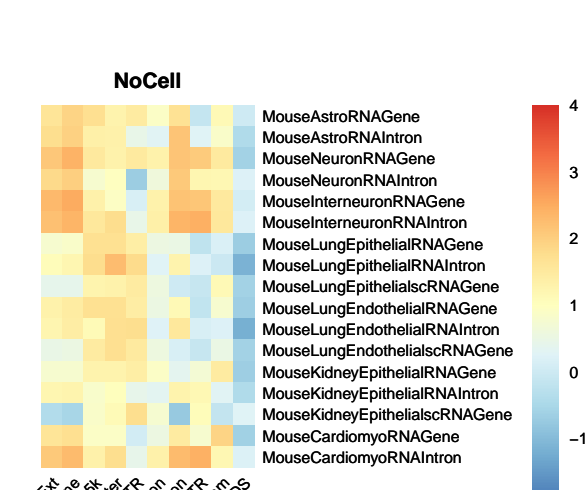 NoCell
MouseAstroRNAGene
MouseAstroRNAIntron
MouseNeuronRNAGene
MouseNeuronRNAIntron
MouseInterneuronRNAGene
MouseInterneuronRNAIntron
MouseLungEpithelialRNAGene
MouseLungEpithelialRNAIntron
MouseLungEpithelialscRNAGene
MouseLungEndothelialRNAGene
MouseLungEndothelialRNAIntron
MouseLungEndothelialscRNAGene
MouseKidneyEpithelialRNAGene
MouseKidneyEpithelialRNAIntron
MouseKidneyEpithelialscRNAGene
MouseCardiomyoRNAGene
MouseCardiomyoRNAIntron
4
3
2
1
0
−1